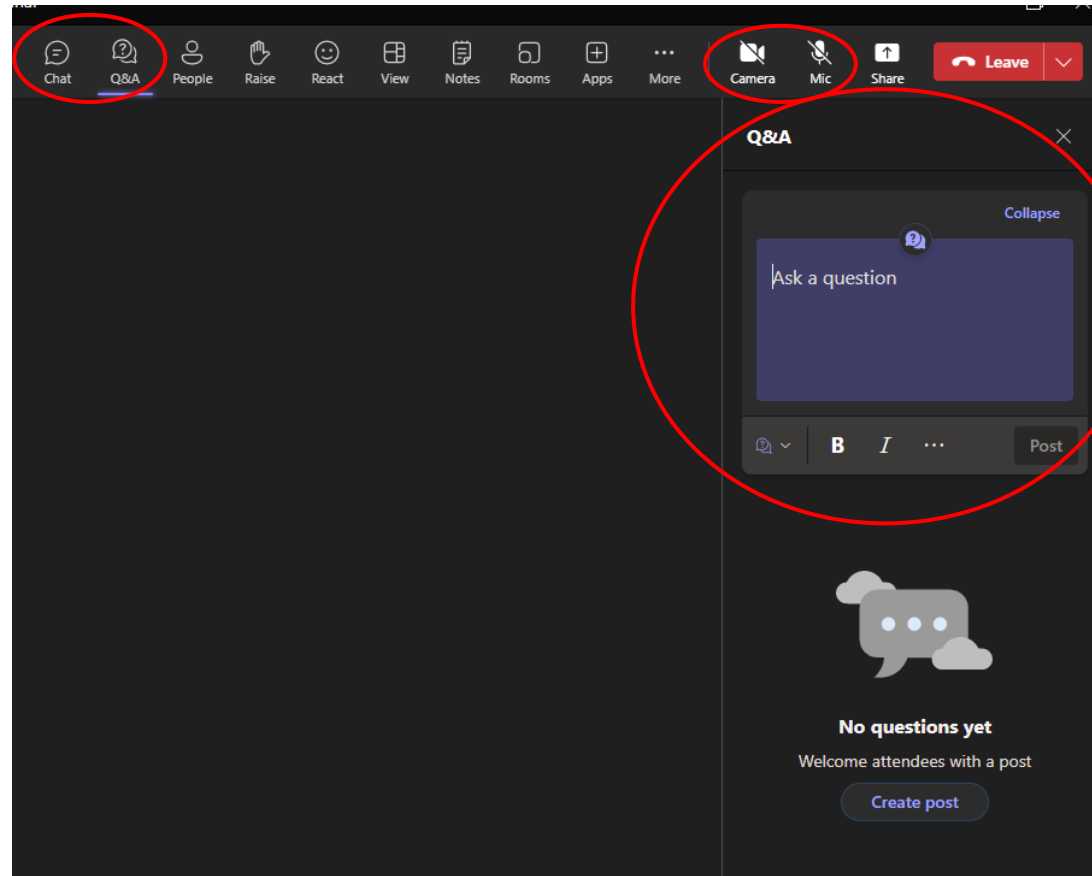 Chat Q&A People Raise React View Notes Rooms Apps More Camera Mic Share Leave
Q&A
Collapse
Ask a question
B I ... Post
No questions yet
Welcome attendees with a post
Create post